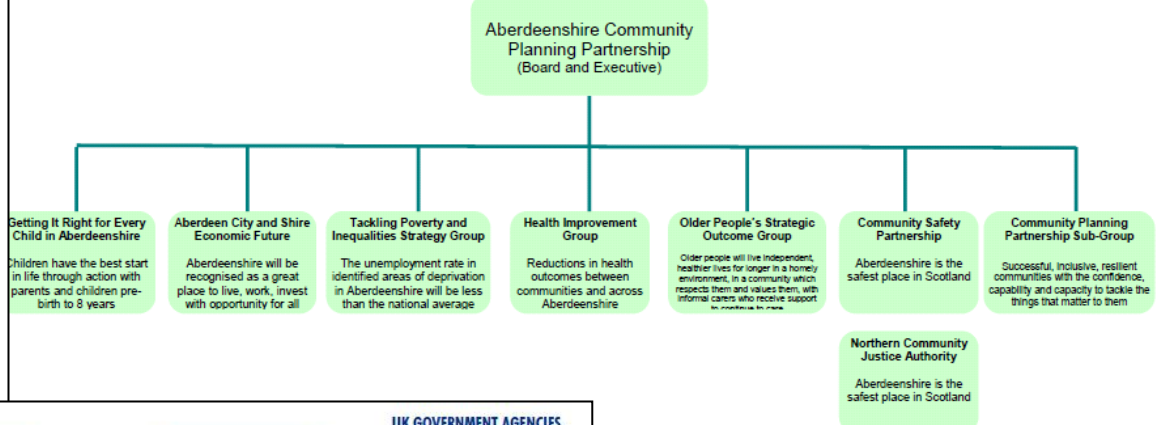 Aberdeenshire Community
Planning Partnership
(Board and Executive)
Getting It Right for Every
Child in Aberdeenshire
Children have the best start
in life through action with
parents and children pre-
birth to 8 years
Aberdeen City and Shire
Economic Future
Aberdeenshire will be
recognised as a great
place to live, work, invest
with opportunity for all
Tackling Poverty and
Inequalities Strategy Group
The unemployment rate in
identified areas of deprivation
in Aberdeenshire will be less
than the national average
Health Improvement
Group
Reductions in health
outcomes between
communities and across
Aberdeenshire
Older People's Strategic
Outcome Group
Older people will live independent,
healthier lives for longer in a homely
environment, in a community which
respects them and values them, with
informal carers who receive support
to continue to care
Community Safety
Partnership
Aberdeenshire is the
safest place in Scotland
Community Planning
Partnership Sub-Group
Successful, inclusive, resilient
communities with the confidence,
capability and capacity to tackle the
things that matter to them
Northern Community
Justice Authority
Aberdeenshire is the
safest place in Scotland
UK GOVERNMENT AGENCIES